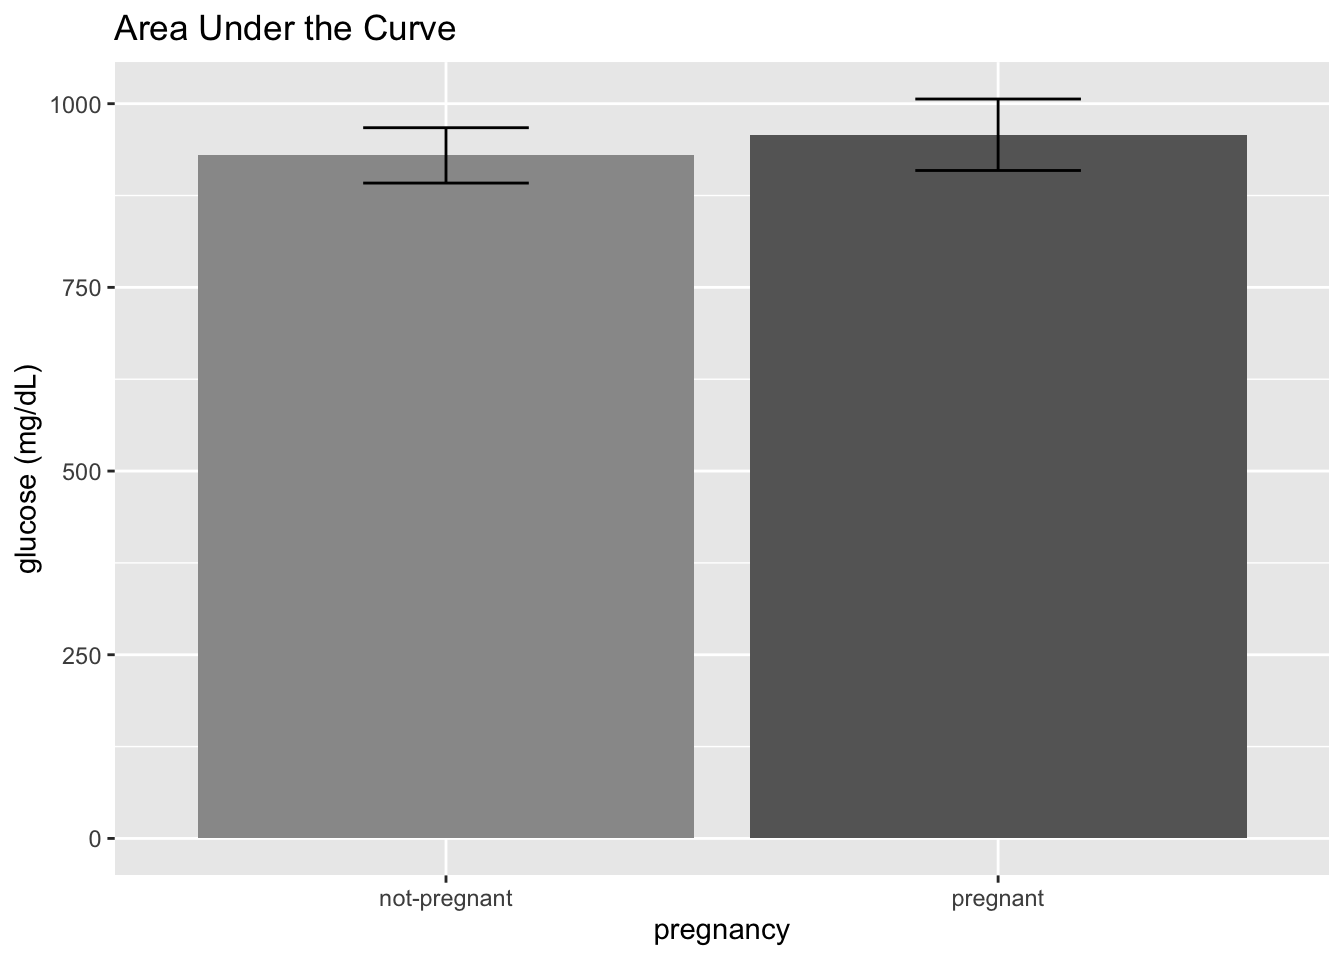 Area Under the Curve
1000
750
500
250
0
glucose (mg/dL)
not-pregnant
pregnant
pregnancy